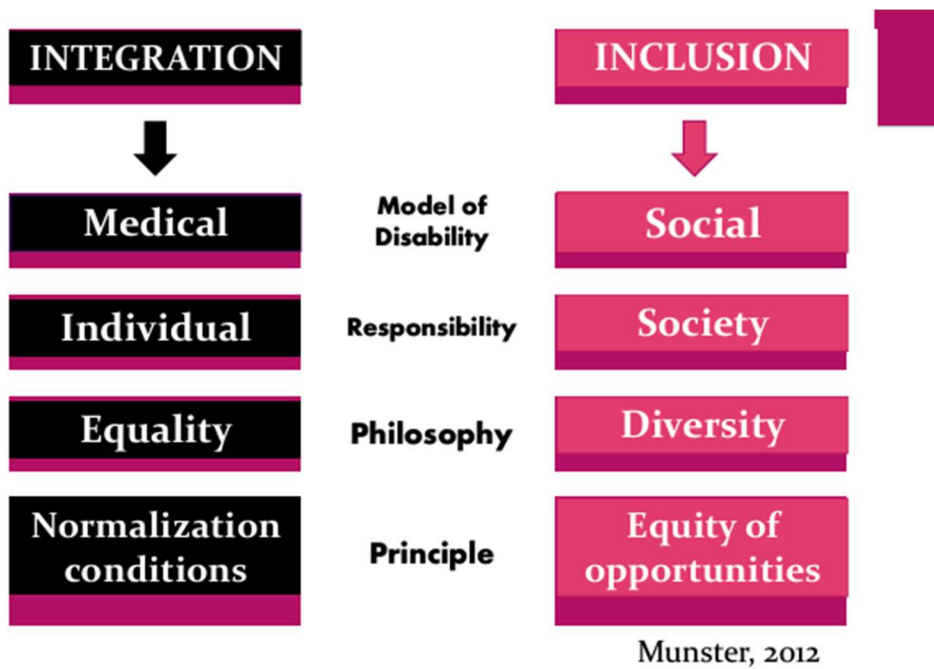 INTEGRATION
INCLUSION
Medical
Model of
Disability
Social
Individual
Responsibility
Society
Equality
Philosophy
Diversity
Normalization
conditions
Principle
Equity of
opportunities
Munster, 2012